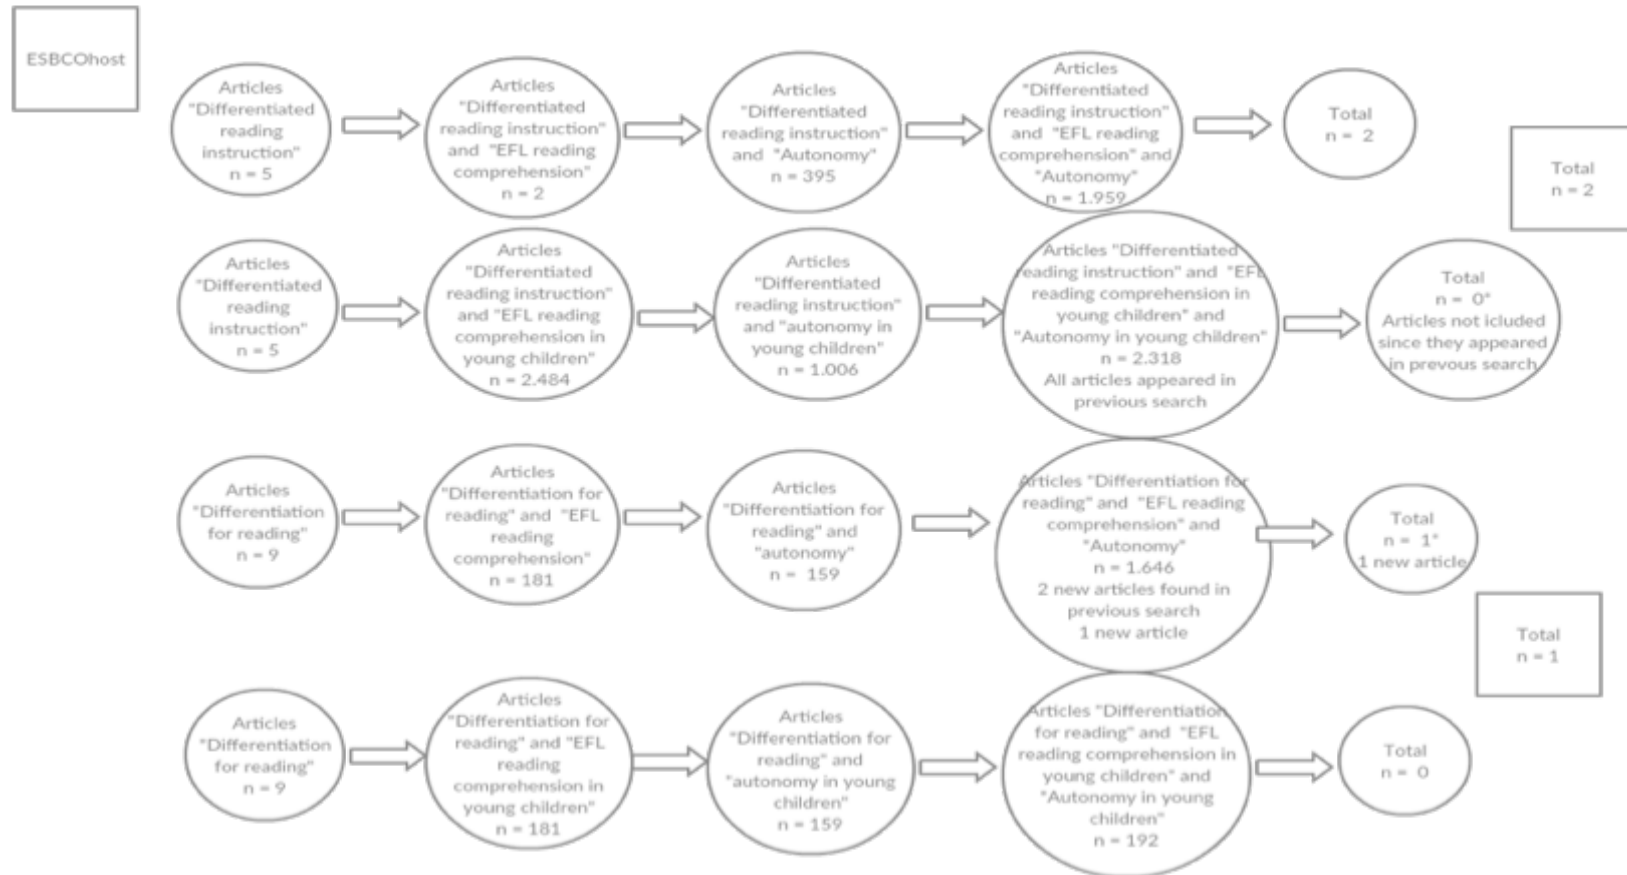 ESBCOhost
Articles
"Differentiated
reading
instruction"
n = 5
Articles
"Differentiated
reading instruction"
and "EFL reading
comprehension"
n = 2
Articles
"Differentiated
reading instruction"
and "Autonomy"
n = 395
Articles
"Differentiated
reading instruction"
and "EFL reading
comprehension" and
"Autonomy"
n = 1.959
Total
n = 2
Total
n = 2
Articles
"Differentiated
reading
instruction"
n = 5
Articles
"Differentiated
reading instruction"
and "EFL reading
comprehension in
young children"
n = 2.484
Articles
"Differentiated
reading instruction"
and "autonomy in
young children"
n = 1.006
Articles "Differentiated
reading instruction" and "EFL
reading comprehension in
young children" and
"Autonomy in young children"
n = 2.318
All articles appeared in
previous search
Total
n = 0*
Articles not icluded
since they appeared
in prevous search
Articles
"Differentiation
for reading"
n = 9
Articles
"Differentiation for
reading" and "EFL
reading
comprehension"
n = 181
Articles
"Differentiation for
reading" and
"autonomy"
n = 159
Articles "Differentiation for
reading" and "EFL reading
comprehension" and
"Autonomy"
n = 1.646
2 new articles found in
previous search
1 new article
Total
n = 1*
1 new article
Total
n = 1
Articles
"Differentiation
for reading"
n = 9
Articles
"Differentiation for
reading" and "EFL
reading
comprehension in
young children"
n = 181
Articles
"Differentiation for
reading" and
"autonomy in young
children"
n = 159
Articles "Differentiation
for reading" and "EFL
reading comprehension in
young children" and
"Autonomy in young
children"
n = 192
Total
n = 0